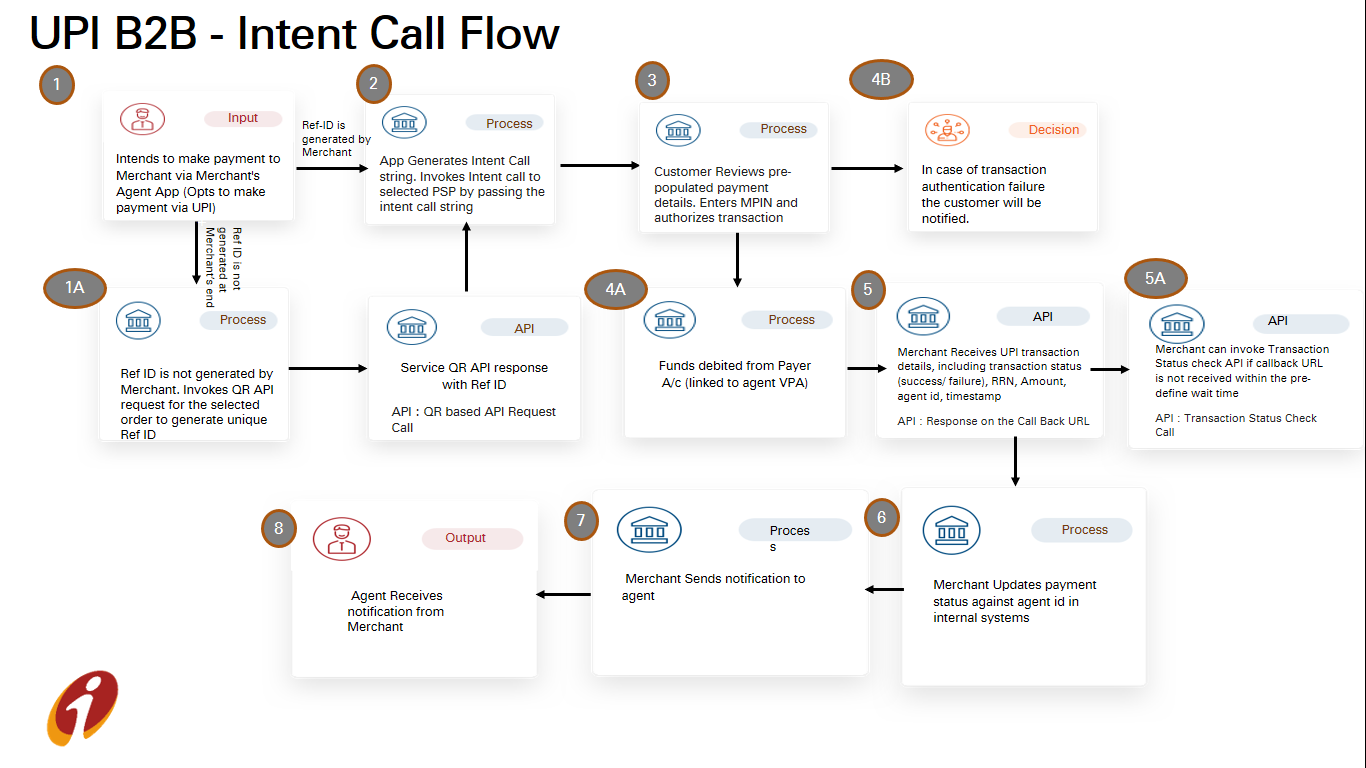 UPI B2B - Intent Call Flow
1
Input
Intends to make payment to
Merchant via Merchant's
Agent App (Opts to make
payment via UPI)
Ref-ID is
generated by
Merchant
2
Process
App Generates Intent Call
string. Invokes Intent call to
selected PSP by passing the
intent call string
3
Process
Customer Reviews pre-
populated payment
details. Enters MPIN and
authorizes transaction
4B
Decision
In case of transaction
authentication failure
the customer will be
notified.
Ref ID is not
generated at
Merchant's end
1A
Process
Ref ID is not generated by
Merchant. Invokes QR API
request for the selected
order to generate unique
Ref ID
API
Service QR API response
with Ref ID
API : QR based API Request
Call
4A
Process
Funds debited from Payer
A/c (linked to agent VPA)
5
API
Merchant Receives UPI transaction
details, including transaction status
(success/ failure), RRN, Amount,
agent id, timestamp
API : Response on the Call Back URL
5A
API
Merchant can invoke Transaction
Status check API if callback URL
is not received within the pre-
define wait time
API : Transaction Status Check
Call
8
Output
Agent Receives
notification from
Merchant
7
Proces
s
Merchant Sends notification to
agent
6
Process
Merchant Updates payment
status against agent id in
internal systems